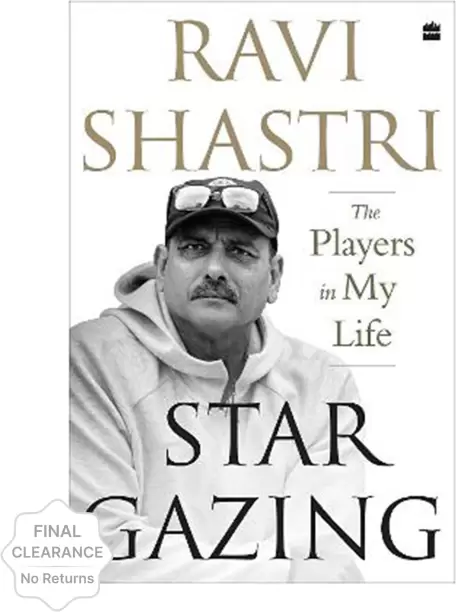 RAVI
SHASTRI
The
Players
in My
Life
STAR
GAZING
FINAL
CLEARANCE
No Returns